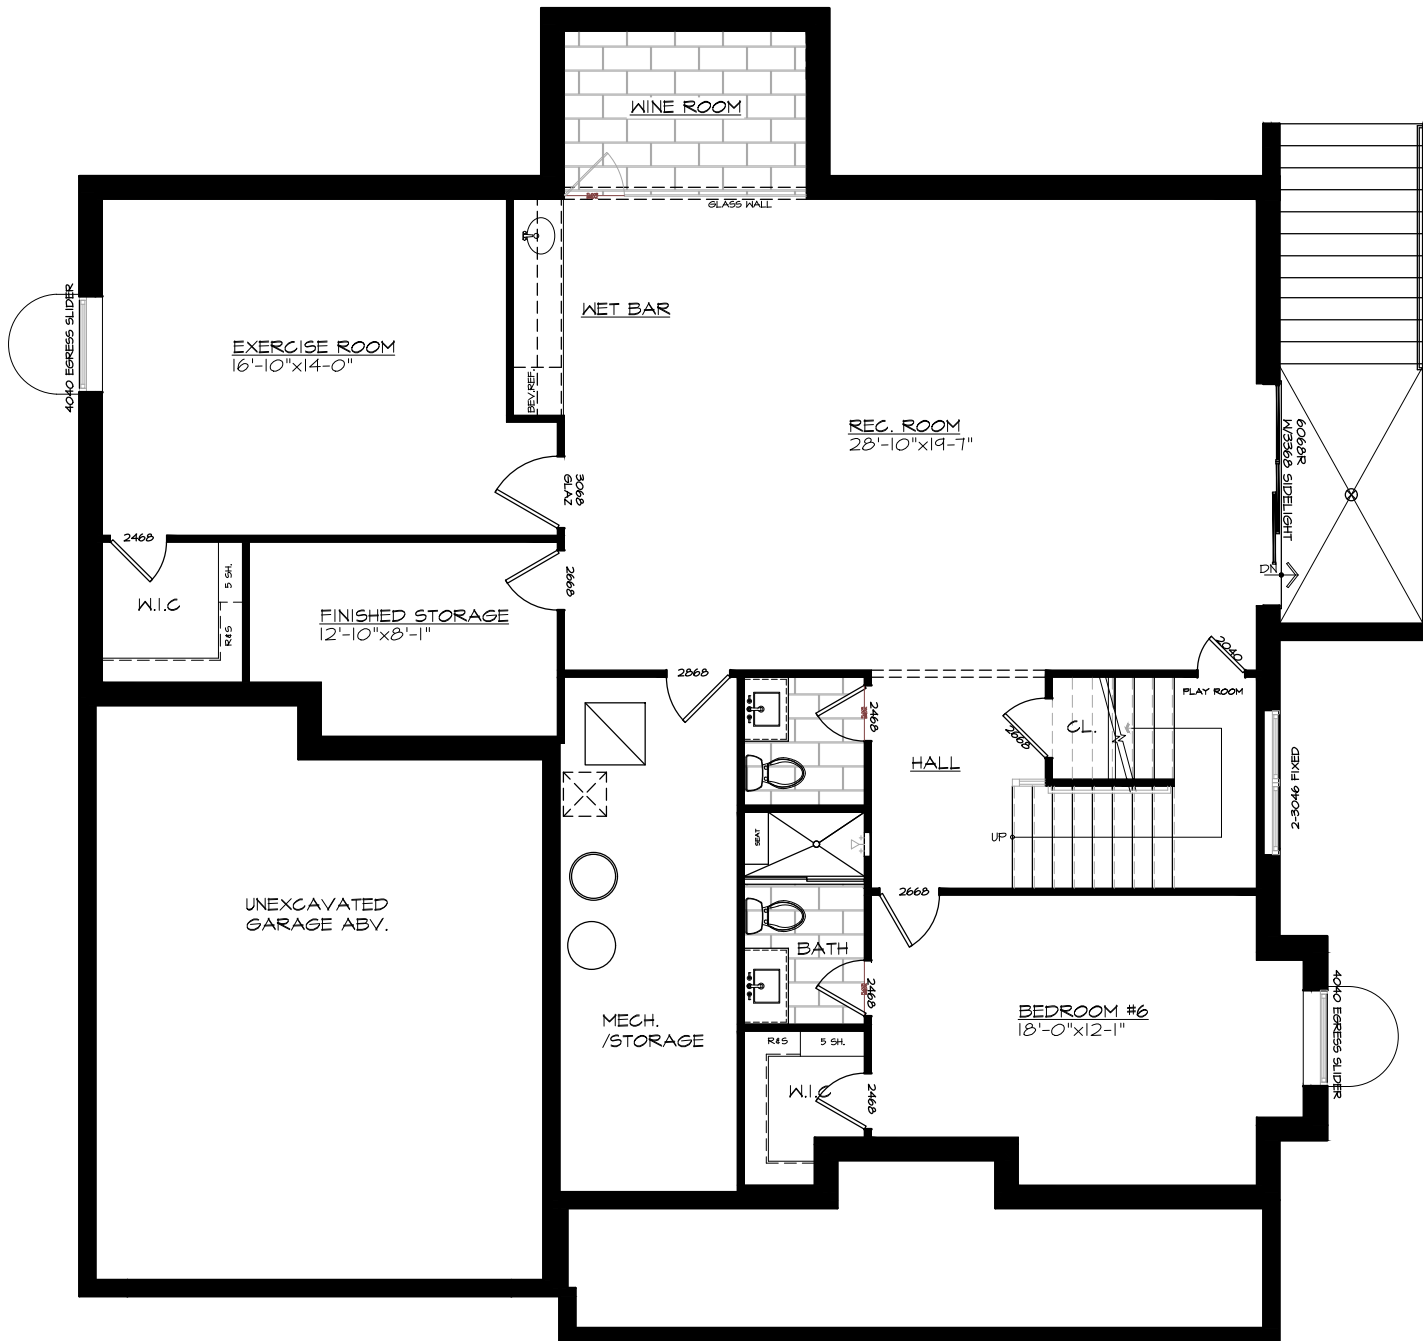 WINE ROOM
GLASS WALL
WET BAR
4040 EGRESS SLIDER
EXERCISE ROOM
16'-10"x14-0"
BEV.REF.
REC. ROOM
28'-10"x19-7"
6068R
W/3368 SIDELIGHT
3068
GLAZ
2468
DN
2668
5 SH.
W.I.C
R&S
FINISHED STORAGE
12'-10"x8'-1"
2868
2040
PLAY ROOM
2468
CL.
2668
HALL
2-3046 FIXED
SEAT
UP
2668
UNEXCAVATED
GARAGE ABV.
BATH
2468
4040 EGRESS SLIDER
BEDROOM #6
18'-0"x12-1"
MECH.
/STORAGE
R&S
5 SH.
W.I.C
2468